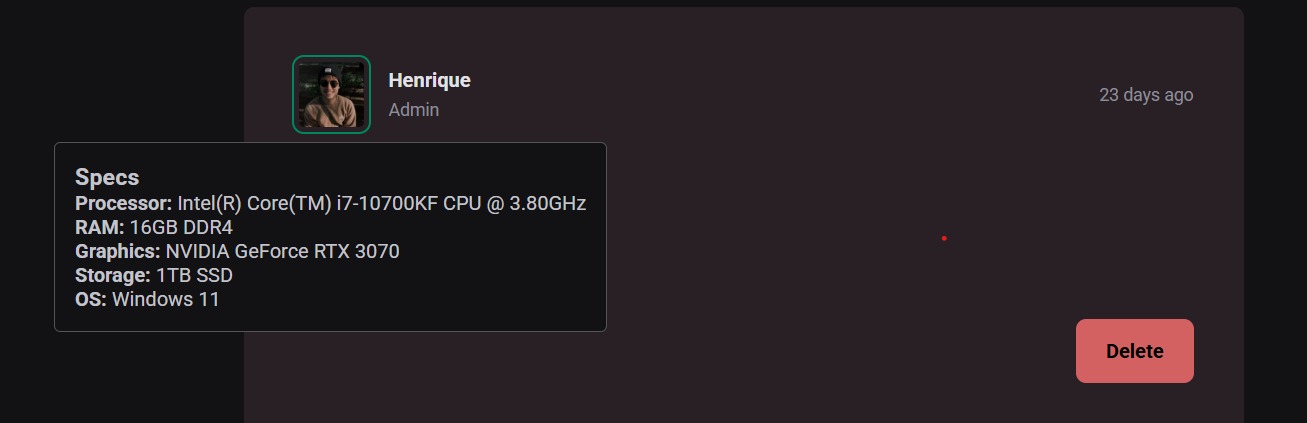 Henrique
Admin
23 days ago
Specs
Processor: Intel(R) Core(TM) i7-10700KF CPU @ 3.80GHz
RAM: 16GB DDR4
Graphics: NVIDIA GeForce RTX 3070
Storage: 1TB SSD
OS: Windows 11
Delete